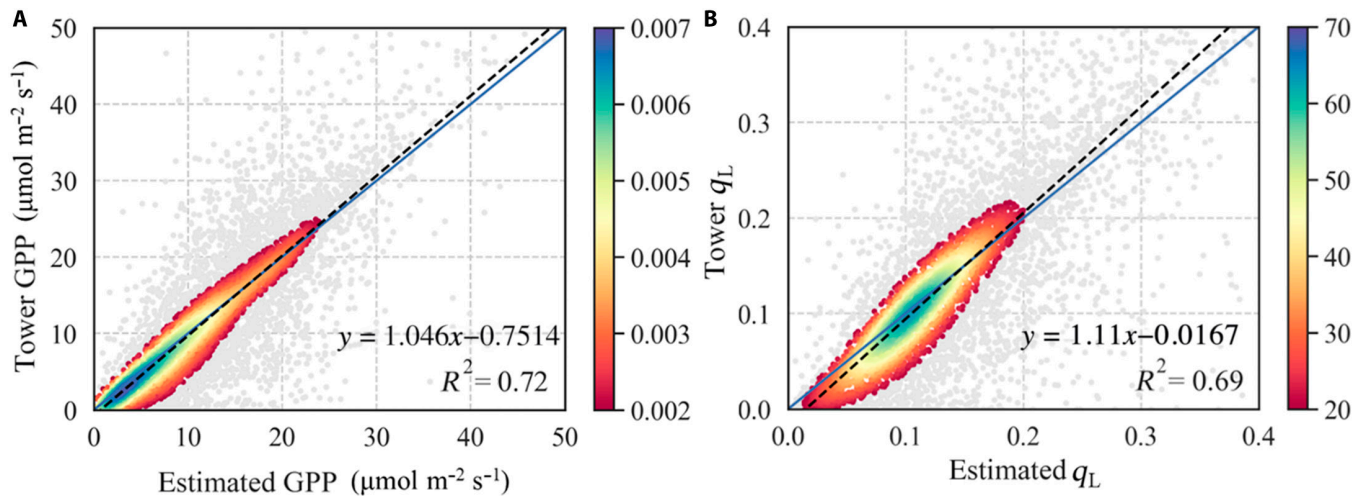 A
50
40
30
20
10
0
Tower GPP (μmol m⁻² s⁻¹)
y = 1.046x−0.7514
R² = 0.72
0 10 20 30 40 50
Estimated GPP (μmol m⁻² s⁻¹)
0.007
0.006
0.005
0.004
0.003
0.002
B
0.4
0.3
0.2
0.1
0.0
Tower qL
y = 1.11x−0.0167
R² = 0.69
0.0 0.1 0.2 0.3 0.4
Estimated qL
70
60
50
40
30
20